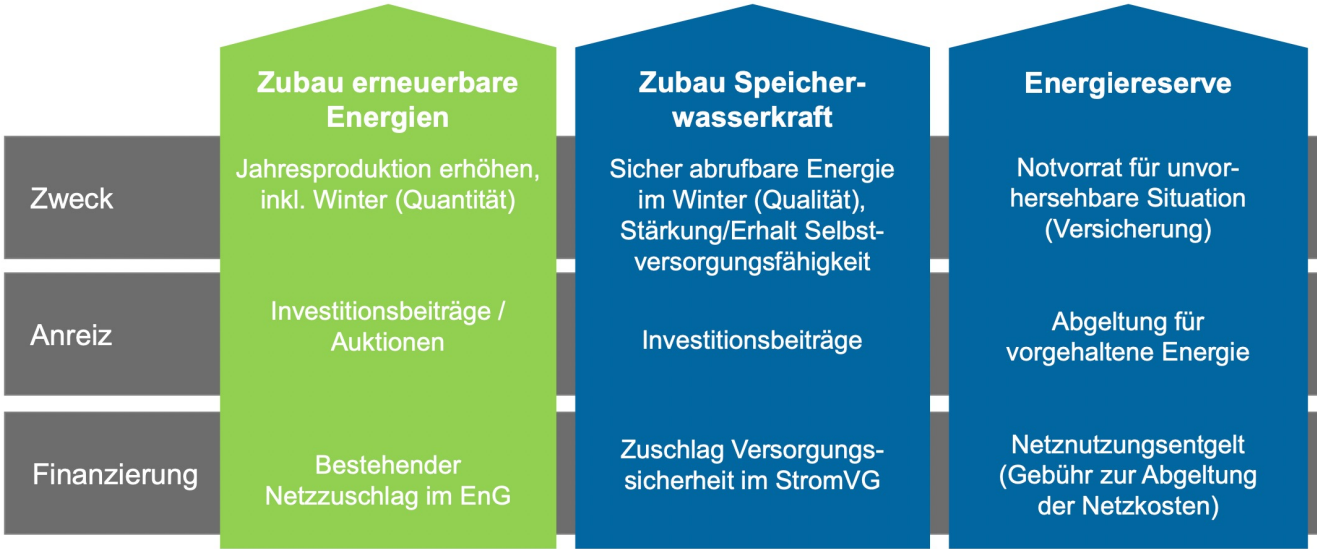 Zubau erneuerbare
Energien
Zubau Speicher-
wasserkraft
Energiereserve
Zweck
Jahresproduktion erhöhen,
inkl. Winter (Quantität)
Sicher abrufbare Energie
im Winter (Qualität),
Stärkung/Erhalt Selbst-
versorgungsfähigkeit
Notvorrat für unvor-
hersehbare Situation
(Versicherung)
Anreiz
Investitionsbeiträge /
Auktionen
Investitionsbeiträge
Abgeltung für
vorgehaltene Energie
Finanzierung
Bestehender
Netzzuschlag im EnG
Zuschlag Versorgungs-
sicherheit im StromVG
Netznutzungsentgelt
(Gebühr zur Abgeltung
der Netzkosten)